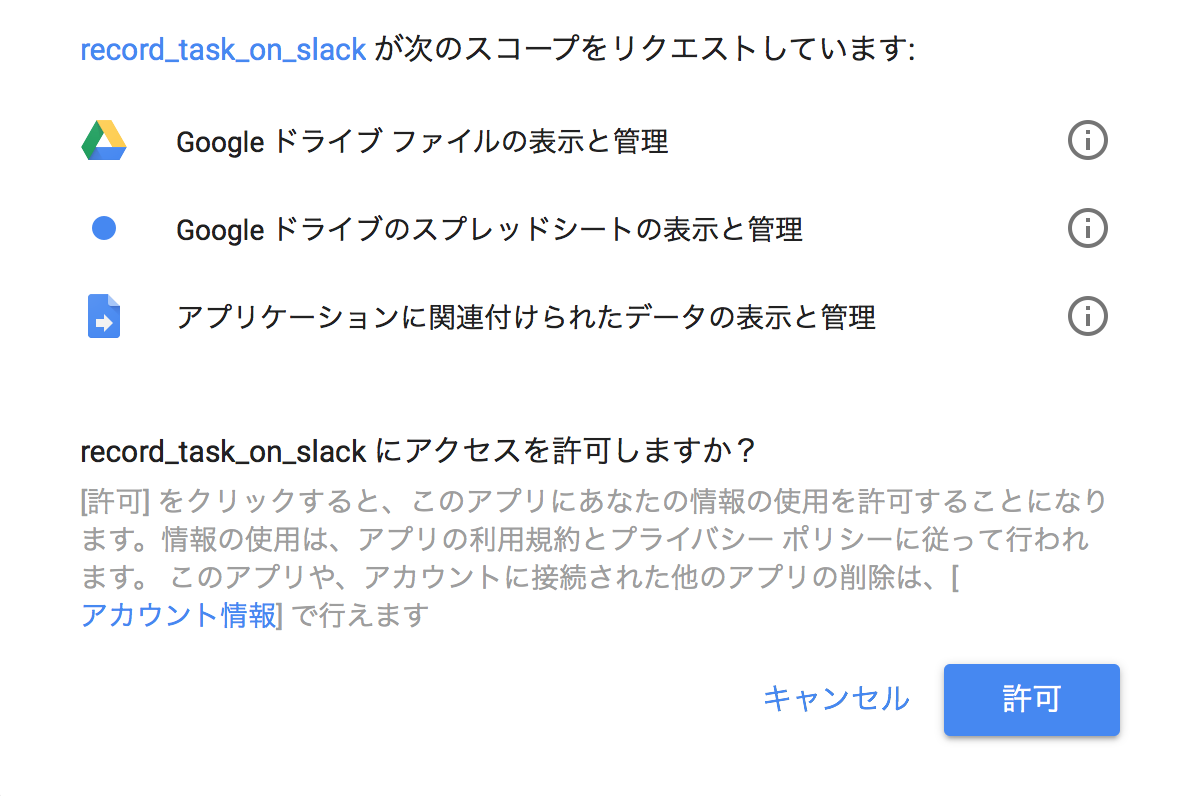 record_task_on_slack が次のスコープをリクエストしています:
Google ドライブ ファイルの表示と管理
Google ドライブのスプレッドシートの表示と管理
アプリケーションに関連付けられたデータの表示と管理
record_task_on_slack にアクセスを許可しますか？
[許可] をクリックすると、このアプリにあなたの情報の使用を許可することになり
ます。情報の使用は、アプリの利用規約とプライバシー ポリシーに従って行われ
ます。 このアプリや、アカウントに接続された他のアプリの削除は、[
アカウント情報] で行えます
キャンセル
許可